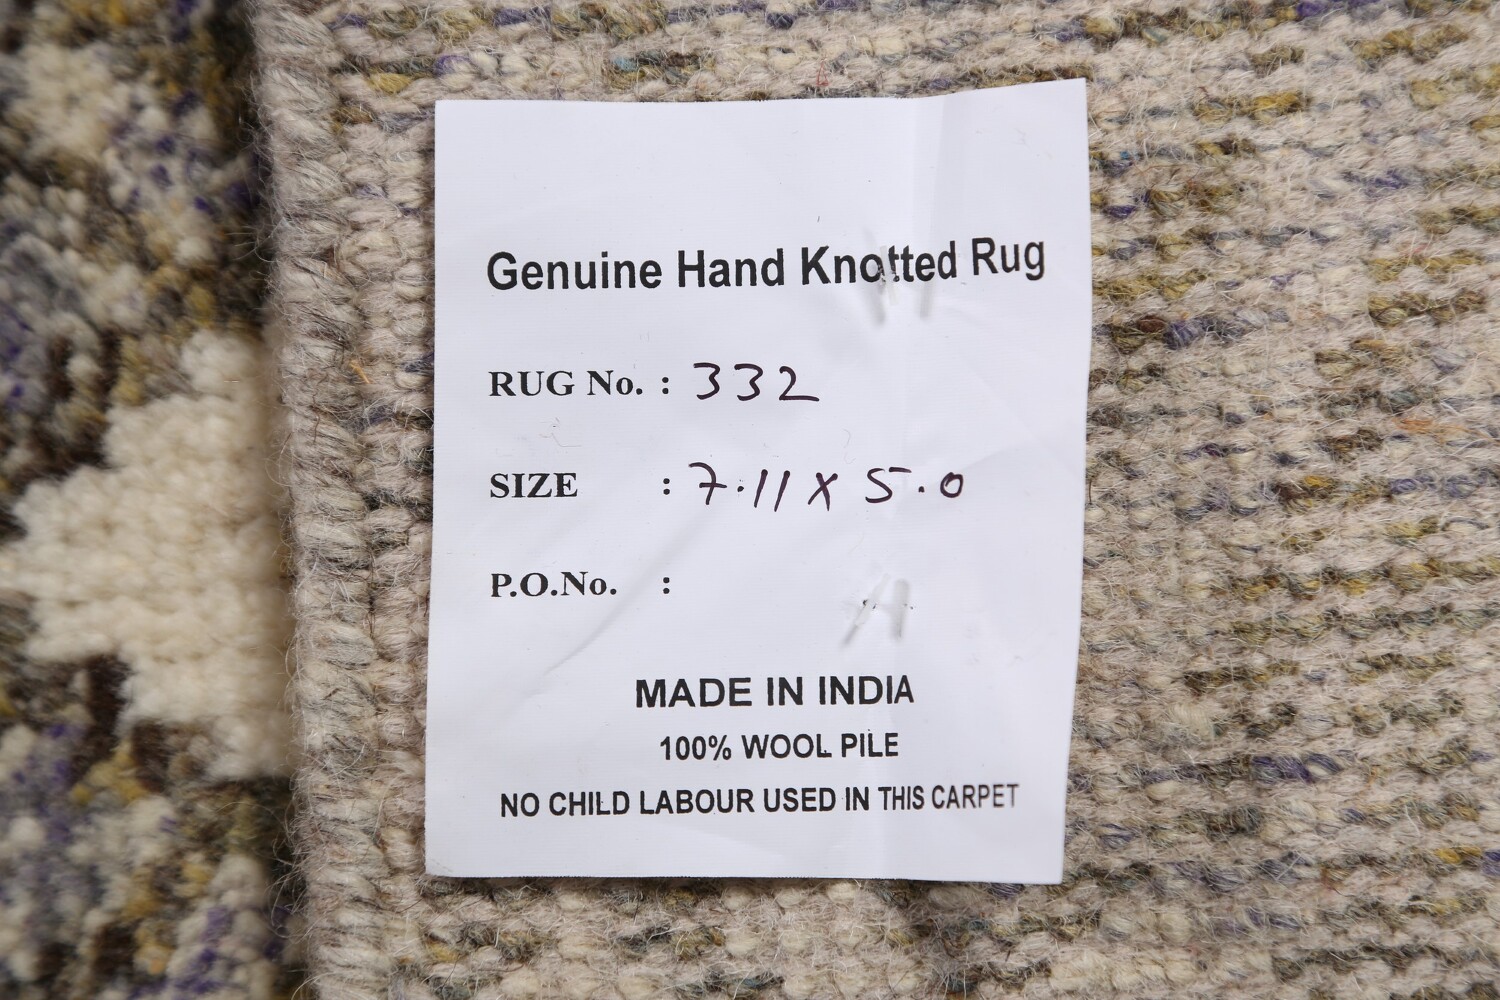 Genuine Hand Knotted Rug
RUG No. : 332
SIZE : 7.11 X 5.0
P.O.No. :
MADE IN INDIA
100% WOOL PILE
NO CHILD LABOUR USED IN THIS CARPET